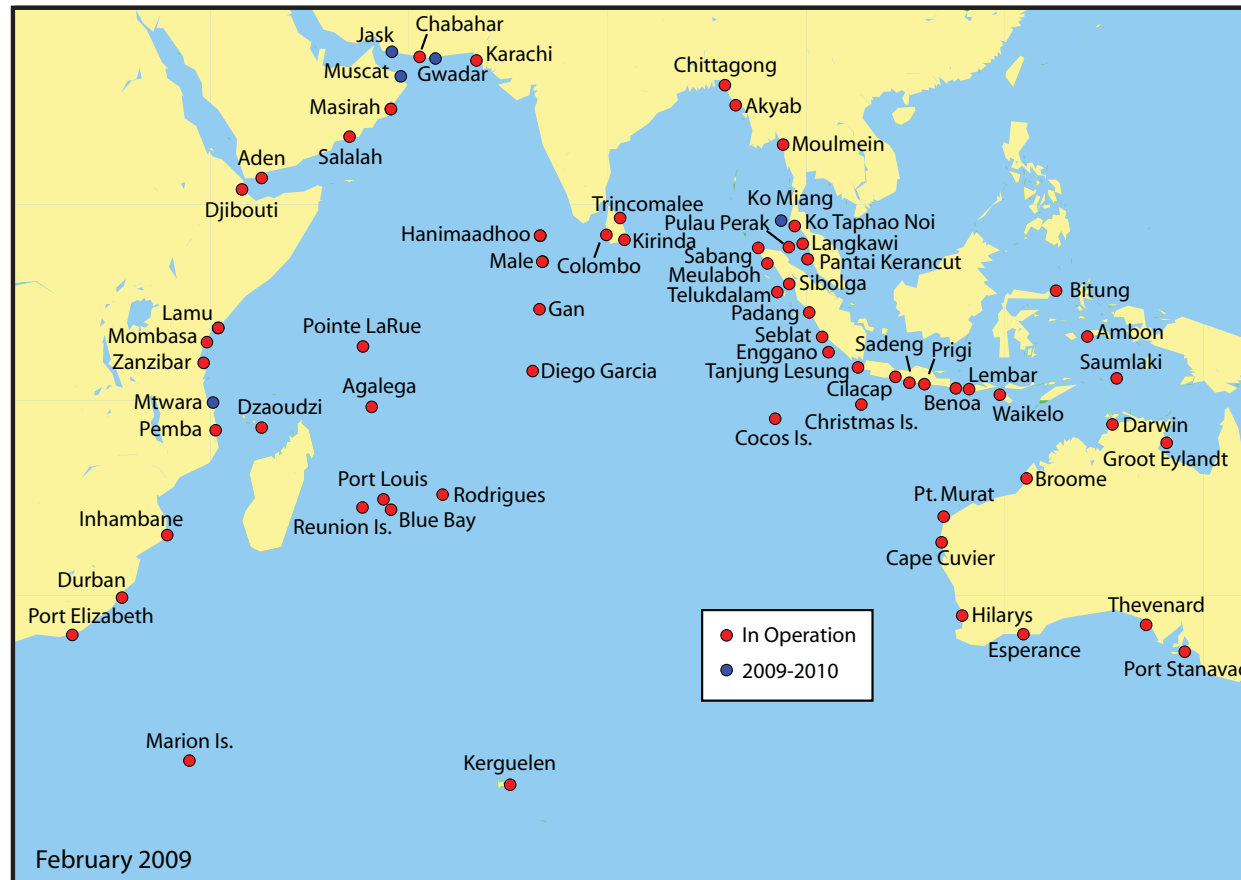 Chabahar
Jask
Karachi
Muscat
Gwadar
Chittagong
Masirah
Akyab
Salalah
Moulmein
Aden
Djibouti
Ko Miang
Trincomalee
Pulau Perak
Ko Taphao Noi
Hanimaadhoo
Kirinda
Langkawi
Male
Colombo
Sabang
Pantai Kerancut
Meulaboh
Sibolga
Telukdalam
Bitung
Gan
Padang
Lamu
Pointe LaRue
Mombasa
Seblat
Sadeng
Prigi
Ambon
Enggano
Zanzibar
Saumlaki
Diego Garcia
Tanjung Lesung
Lembar
Agalega
Cilacap
Benoa
Mtwara
Dzaoudzi
Christmas Is.
Waikelo
Pemba
Cocos Is.
Darwin
Groot Eylandt
Port Louis
Broome
Rodrigues
Pt. Murat
Inhambane
Reunion Is.
Blue Bay
Cape Cuvier
Durban
Port Elizabeth
Hilarys
Thevenard
In Operation
Esperance
2009-2010
Port Stanavac
Marion Is.
Kerguelen
February 2009